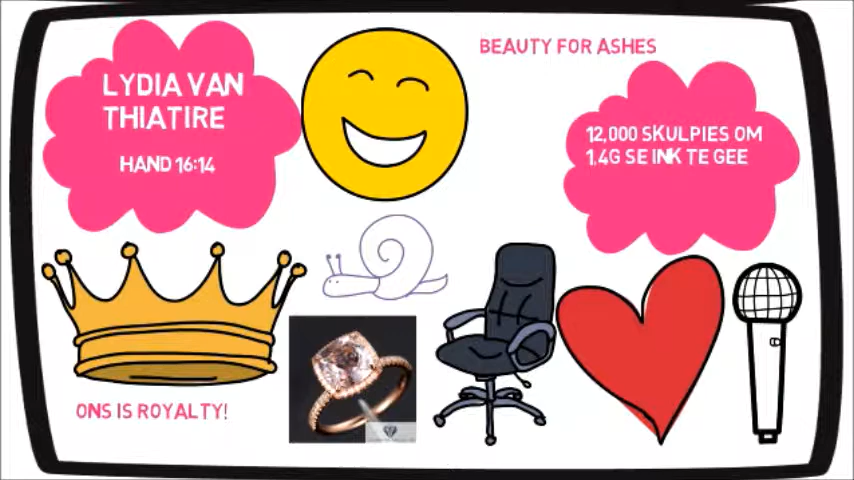 LYDIA VAN
THIATIRE
HAND 16:14
BEAUTY FOR ASHES
12,000 SKULPIES OM
1,4G SE INK TE GEE
ONS IS ROYALTY!